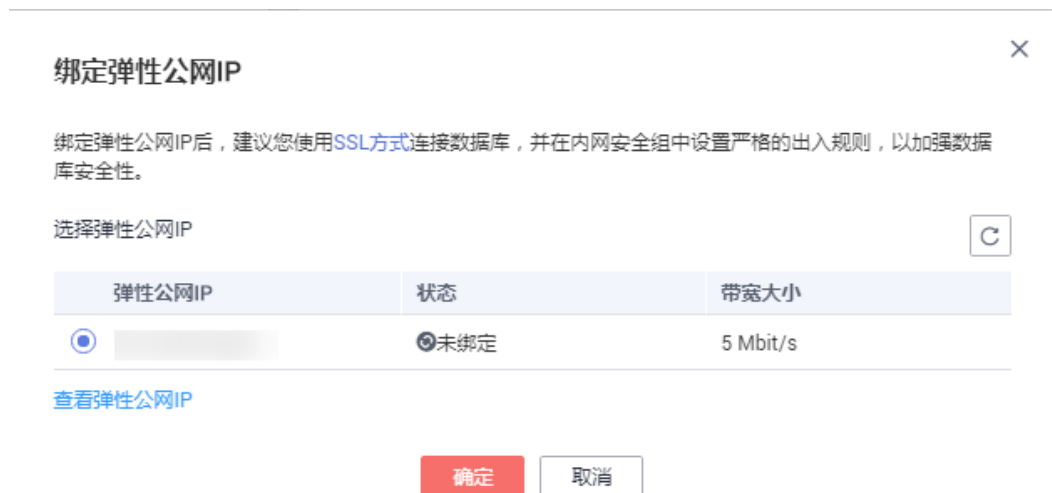 绑定弹性公网IP
绑定弹性公网IP后，建议您使用SSL方式连接数据库，并在内网安全组中设置严格的出入规则，以加强数据
库安全性。
选择弹性公网IP
弹性公网IP 状态 带宽大小
未绑定 5 Mbit/s
查看弹性公网IP
确定 取消